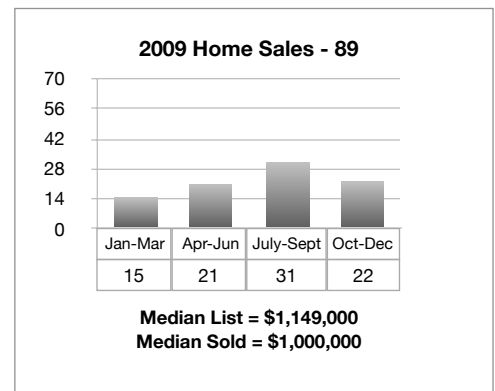 2009 Home Sales - 89
70
56
42
28
14
0
Jan-Mar Apr-Jun July-Sept Oct-Dec
15 21 31 22
Median List = $1,149,000
Median Sold = $1,000,000